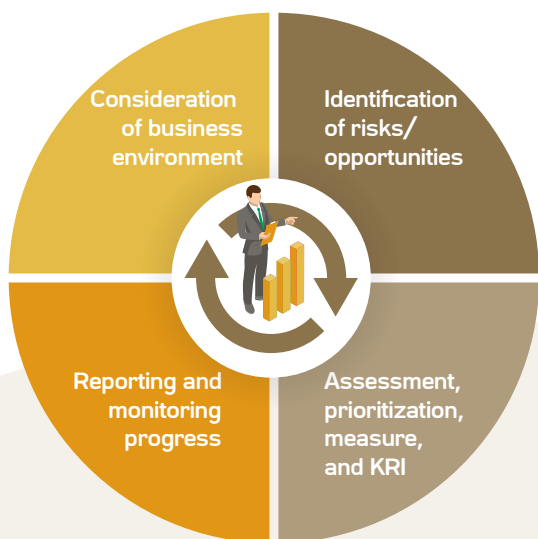 Consideration
of business
environment
Identification
of risks/
opportunities
Reporting and
monitoring
progress
Assessment,
prioritization,
measure,
and KRI